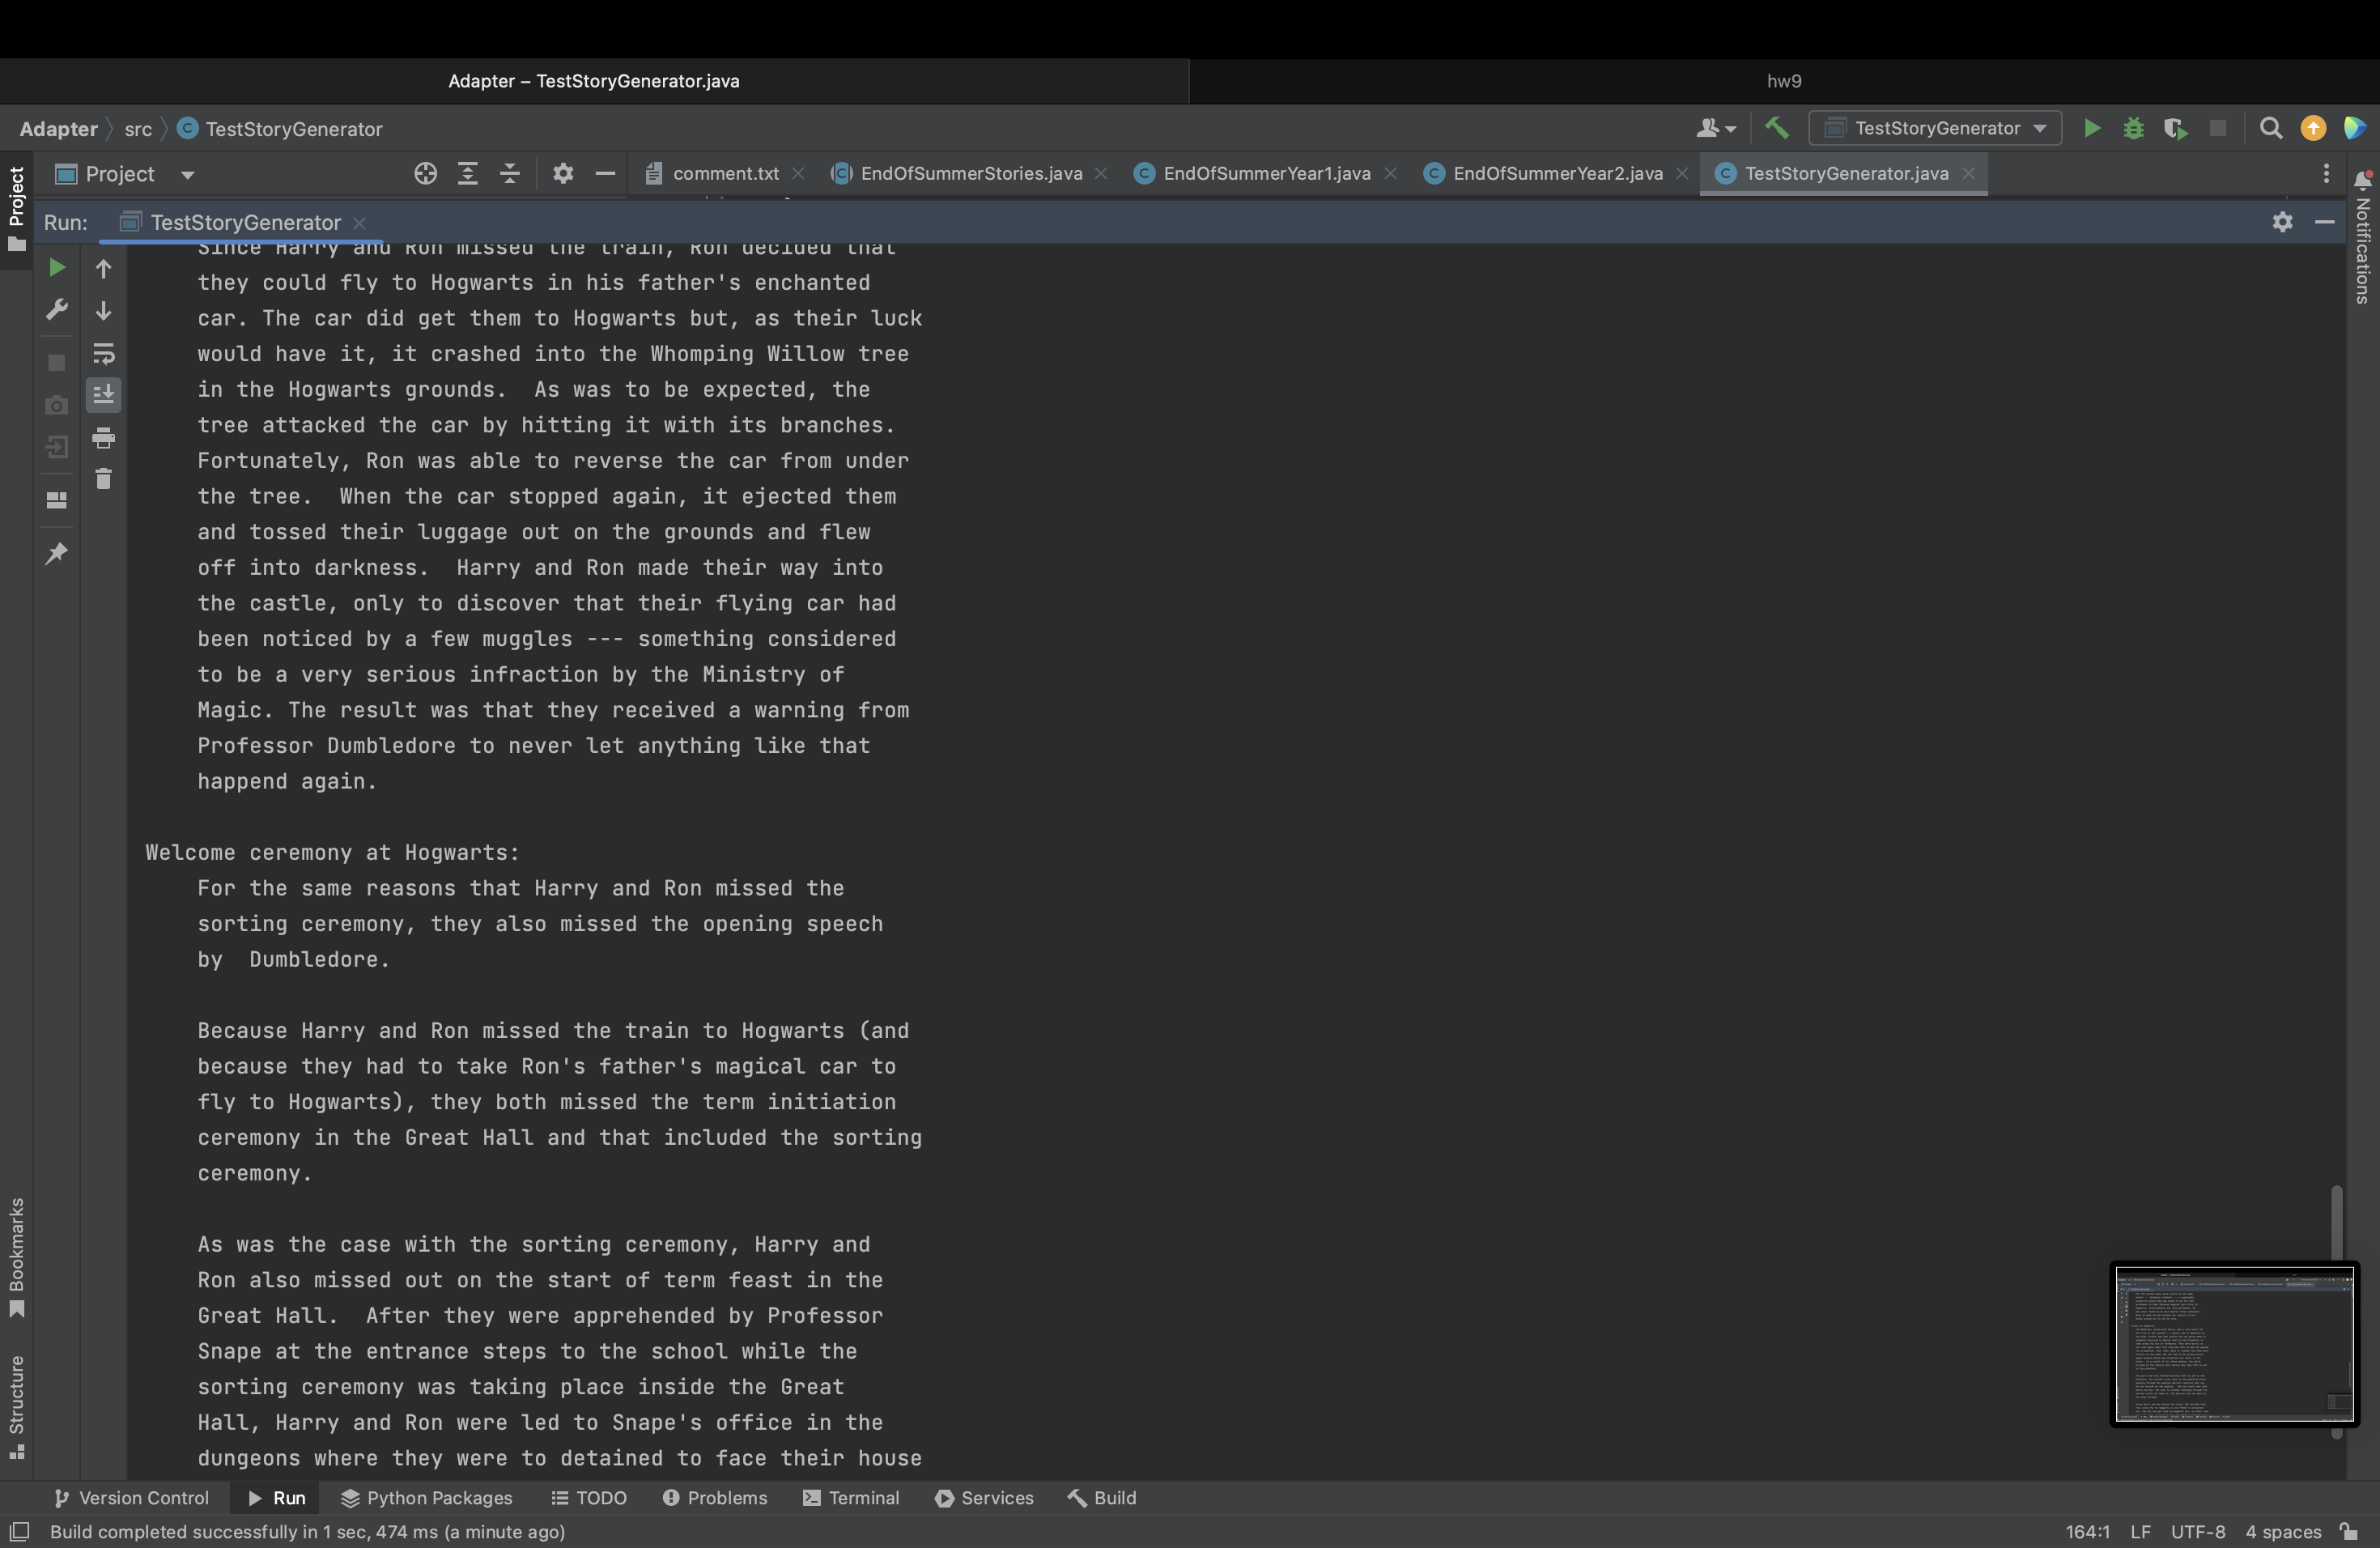 Adapter – TestStoryGenerator.java
hw9
Adapter
src
TestStoryGenerator
TestStoryGenerator
Project
comment.txt
EndOfSummerStories.java
EndOfSummerYear1.java
EndOfSummerYear2.java
TestStoryGenerator.java
Project
Notifications
Run:
TestStoryGenerator
Since Harry and Ron missed the train, Ron decided that
they could fly to Hogwarts in his father's enchanted
car. The car did get them to Hogwarts but, as their luck
would have it, it crashed into the Whomping Willow tree
in the Hogwarts grounds.  As was to be expected, the
tree attacked the car by hitting it with its branches.
Fortunately, Ron was able to reverse the car from under
the tree.  When the car stopped again, it ejected them
and tossed their luggage out on the grounds and flew
off into darkness.  Harry and Ron made their way into
the castle, only to discover that their flying car had
been noticed by a few muggles --- something considered
to be a very serious infraction by the Ministry of
Magic. The result was that they received a warning from
Professor Dumbledore to never let anything like that
happend again.
Welcome ceremony at Hogwarts:
For the same reasons that Harry and Ron missed the
sorting ceremony, they also missed the opening speech
by  Dumbledore.
Because Harry and Ron missed the train to Hogwarts (and
because they had to take Ron's father's magical car to
fly to Hogwarts), they both missed the term initiation
ceremony in the Great Hall and that included the sorting
ceremony.
As was the case with the sorting ceremony, Harry and
Ron also missed out on the start of term feast in the
Great Hall.  After they were apprehended by Professor
Snape at the entrance steps to the school while the
sorting ceremony was taking place inside the Great
Hall, Harry and Ron were led to Snape's office in the
dungeons where they were to detained to face their house
Bookmarks
Structure
Version Control
Run
Python Packages
TODO
Problems
Terminal
Services
Build
Build completed successfully in 1 sec, 474 ms (a minute ago)
164:1
LF
UTF-8
4 spaces